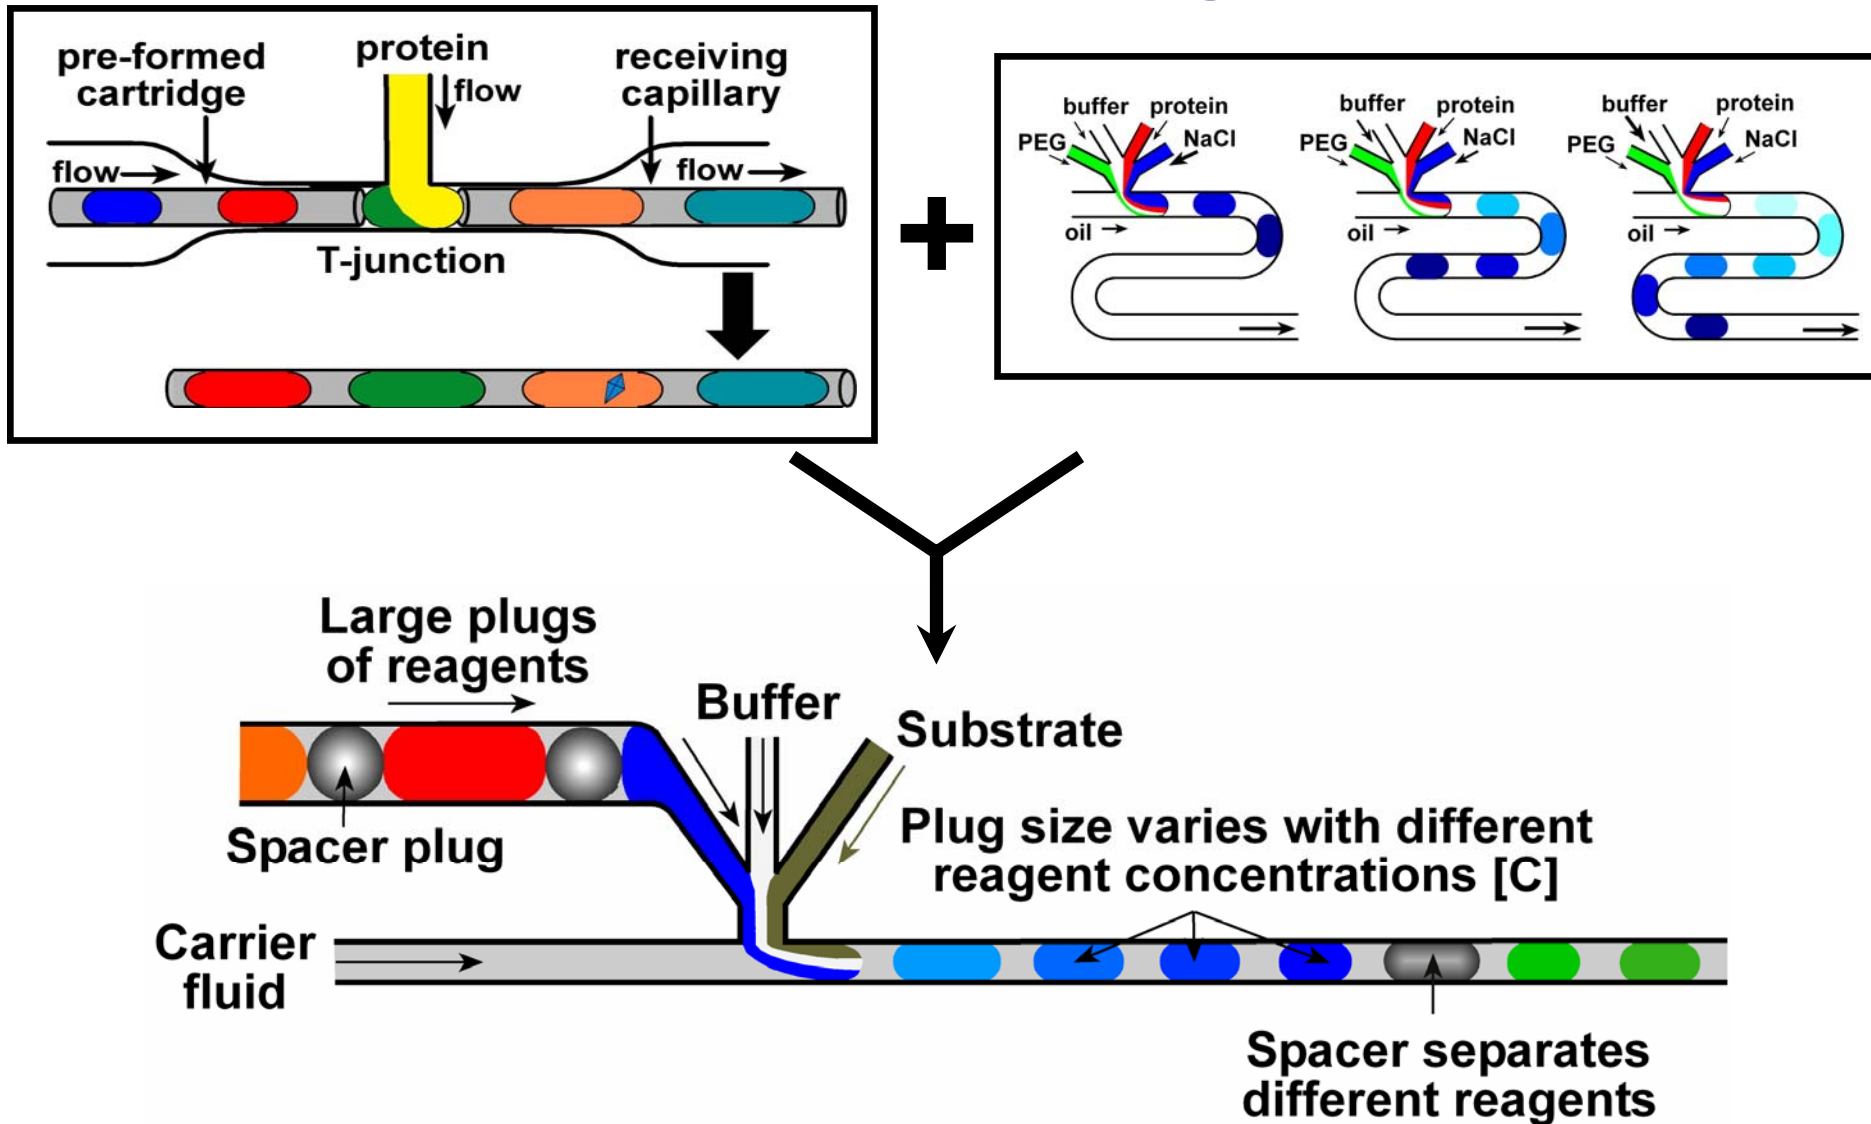 pre-formed
cartridge
protein
flow
receiving
capillary
flow
flow
T-junction
buffer
protein
PEG
NaCl
oil
buffer
protein
PEG
NaCl
oil
buffer
protein
PEG
NaCl
oil
Large plugs
of reagents
Buffer
Substrate
Spacer plug
Plug size varies with different
reagent concentrations [C]
Carrier
fluid
Spacer separates
different reagents